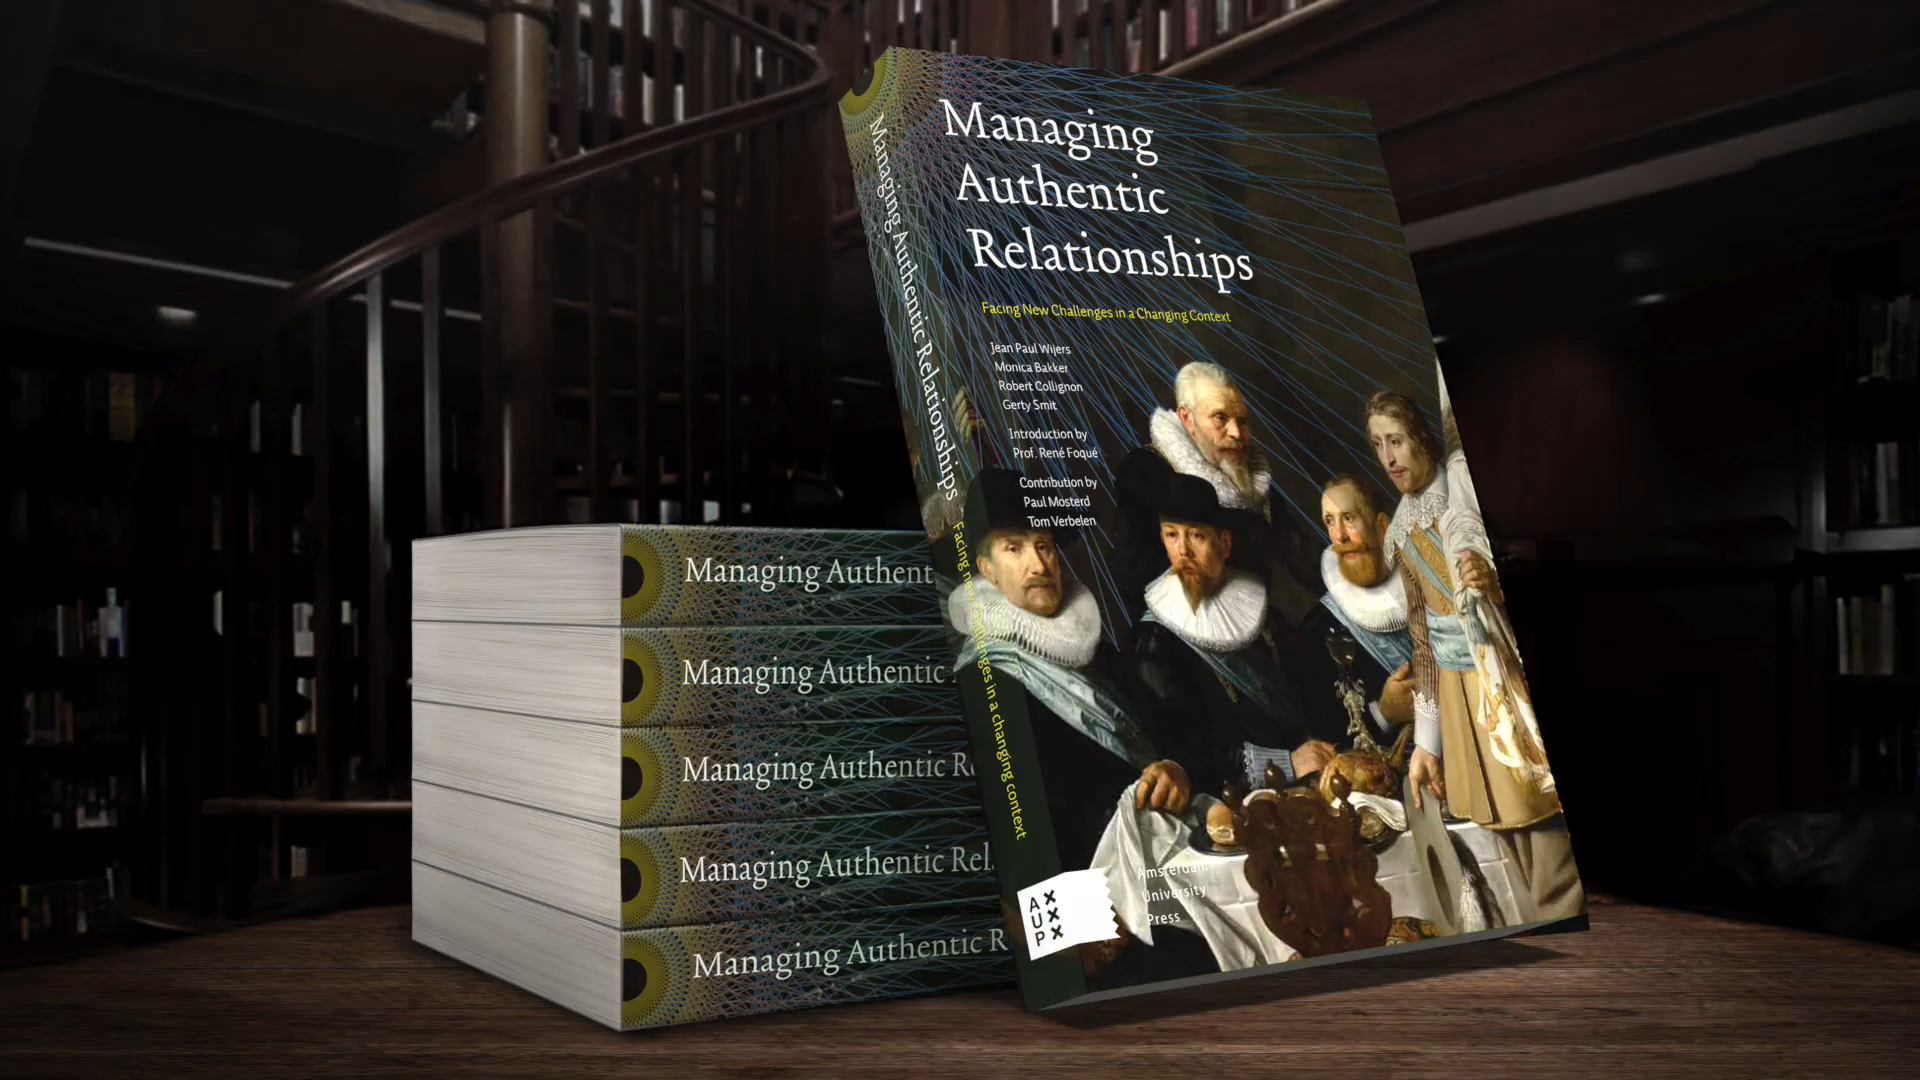 Managing
Authentic
Relationships
Facing New Challenges in a Changing Context
Jean Paul Wijers
Monica Bakker
Robert Collignon
Gerty Smit
Introduction by
Prof. René Foqué
Contribution by
Paul Mosterd
Tom Verbelen
AUP
XXX
Amsterdam
University
Press
Managing Authentic Relationships
Facing new challenges in a changing context
Managing Authent
Managing Authentic
Managing Authentic Re
Managing Authentic Rel
Managing Authentic R